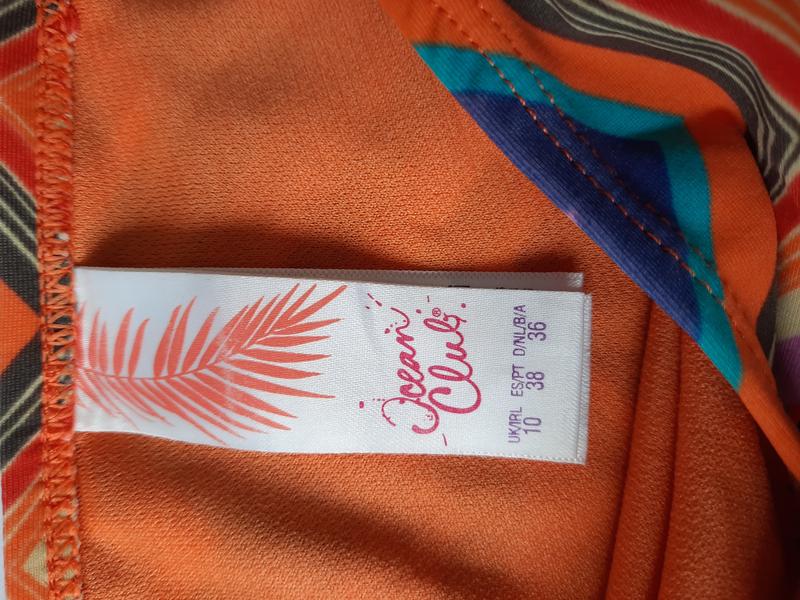 Ocean
Club®
UK/IRL ES/PT D/NL/B/A
10 38 36